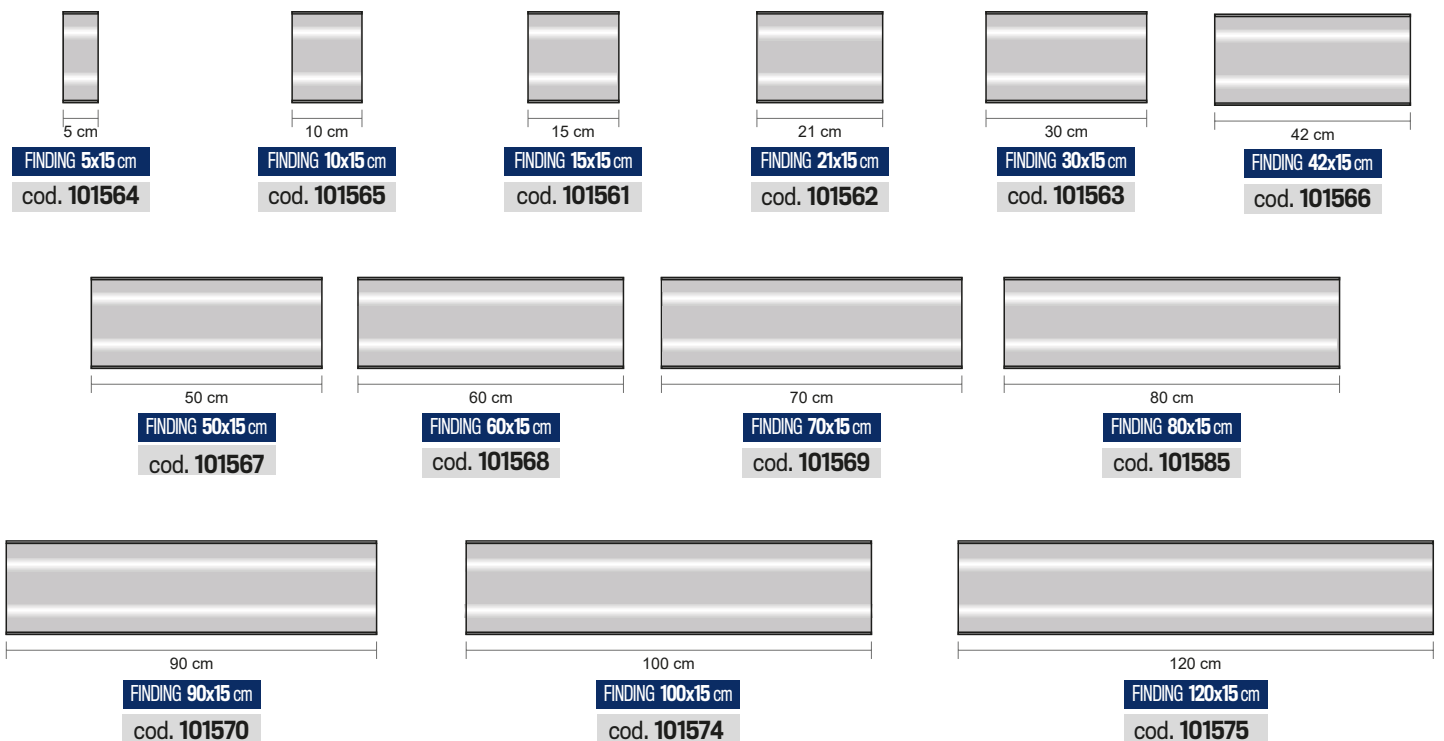 5 cm
FINDING 5x15 cm
cod. 101564
10 cm
FINDING 10x15 cm
cod. 101565
15 cm
FINDING 15x15 cm
cod. 101561
21 cm
FINDING 21x15 cm
cod. 101562
30 cm
FINDING 30x15 cm
cod. 101563
42 cm
FINDING 42x15 cm
cod. 101566
50 cm
FINDING 50x15 cm
cod. 101567
60 cm
FINDING 60x15 cm
cod. 101568
70 cm
FINDING 70x15 cm
cod. 101569
80 cm
FINDING 80x15 cm
cod. 101585
90 cm
FINDING 90x15 cm
cod. 101570
100 cm
FINDING 100x15 cm
cod. 101574
120 cm
FINDING 120x15 cm
cod. 101575